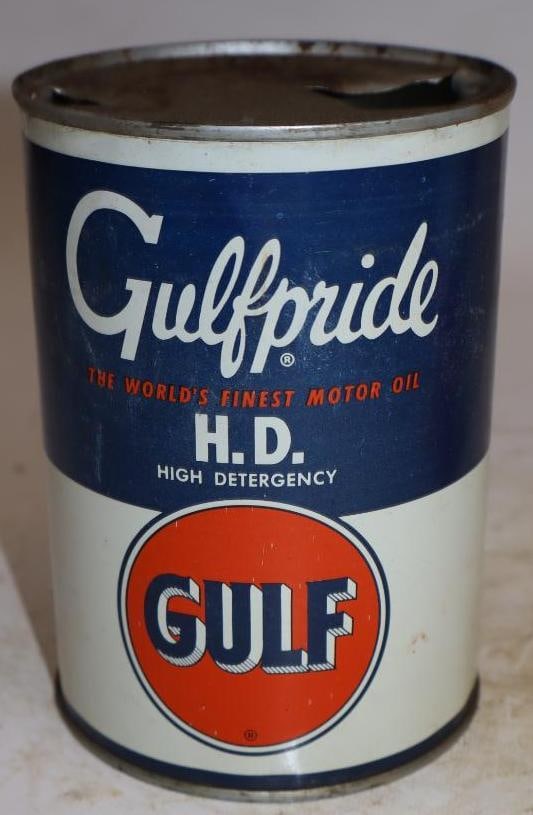 Gulfpride
®
THE WORLD'S FINEST MOTOR OIL
H.D.
HIGH DETERGENCY
GULF
®